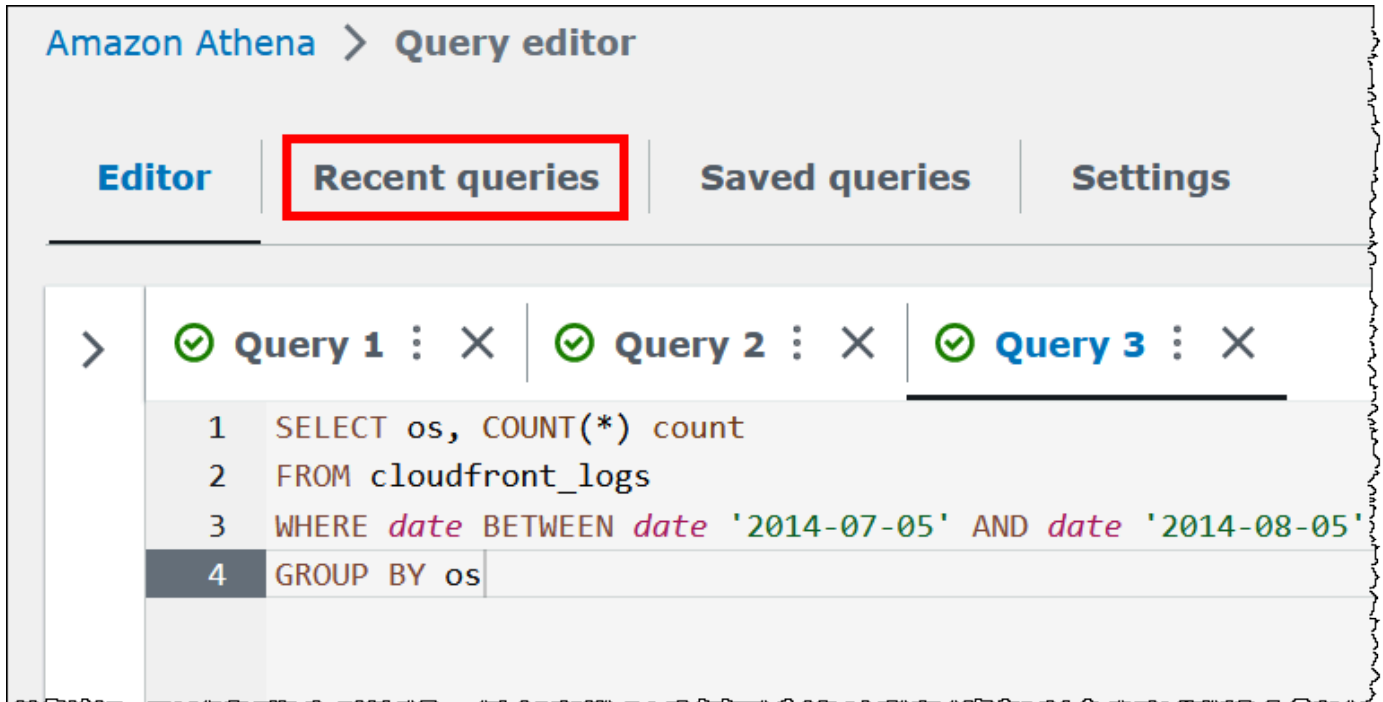 Amazon Athena > Query editor
Editor Recent queries Saved queries Settings
Query 1 Query 2 Query 3
1 SELECT os, COUNT(*) count
2 FROM cloudfront_logs
3 WHERE date BETWEEN date '2014-07-05' AND date '2014-08-05'
4 GROUP BY os